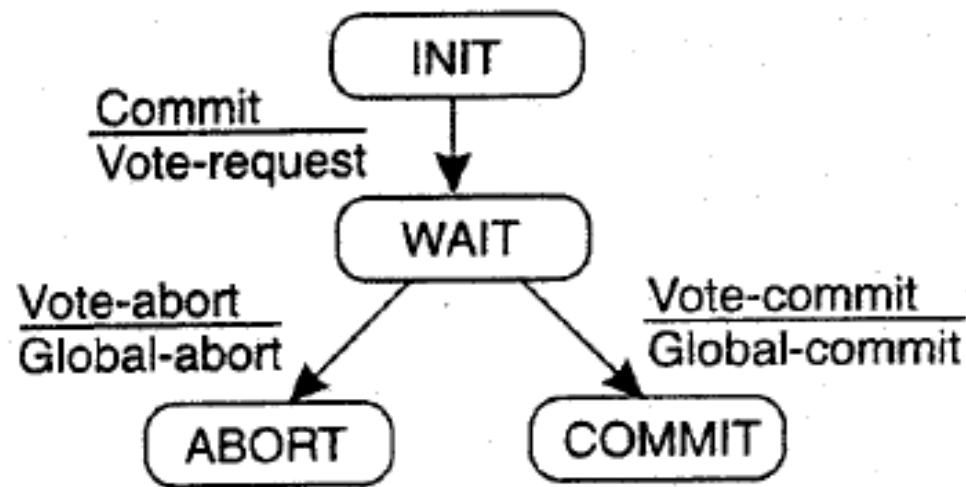 INIT
Commit
Vote-request
WAIT
Vote-abort
Global-abort
Vote-commit
Global-commit
ABORT
COMMIT